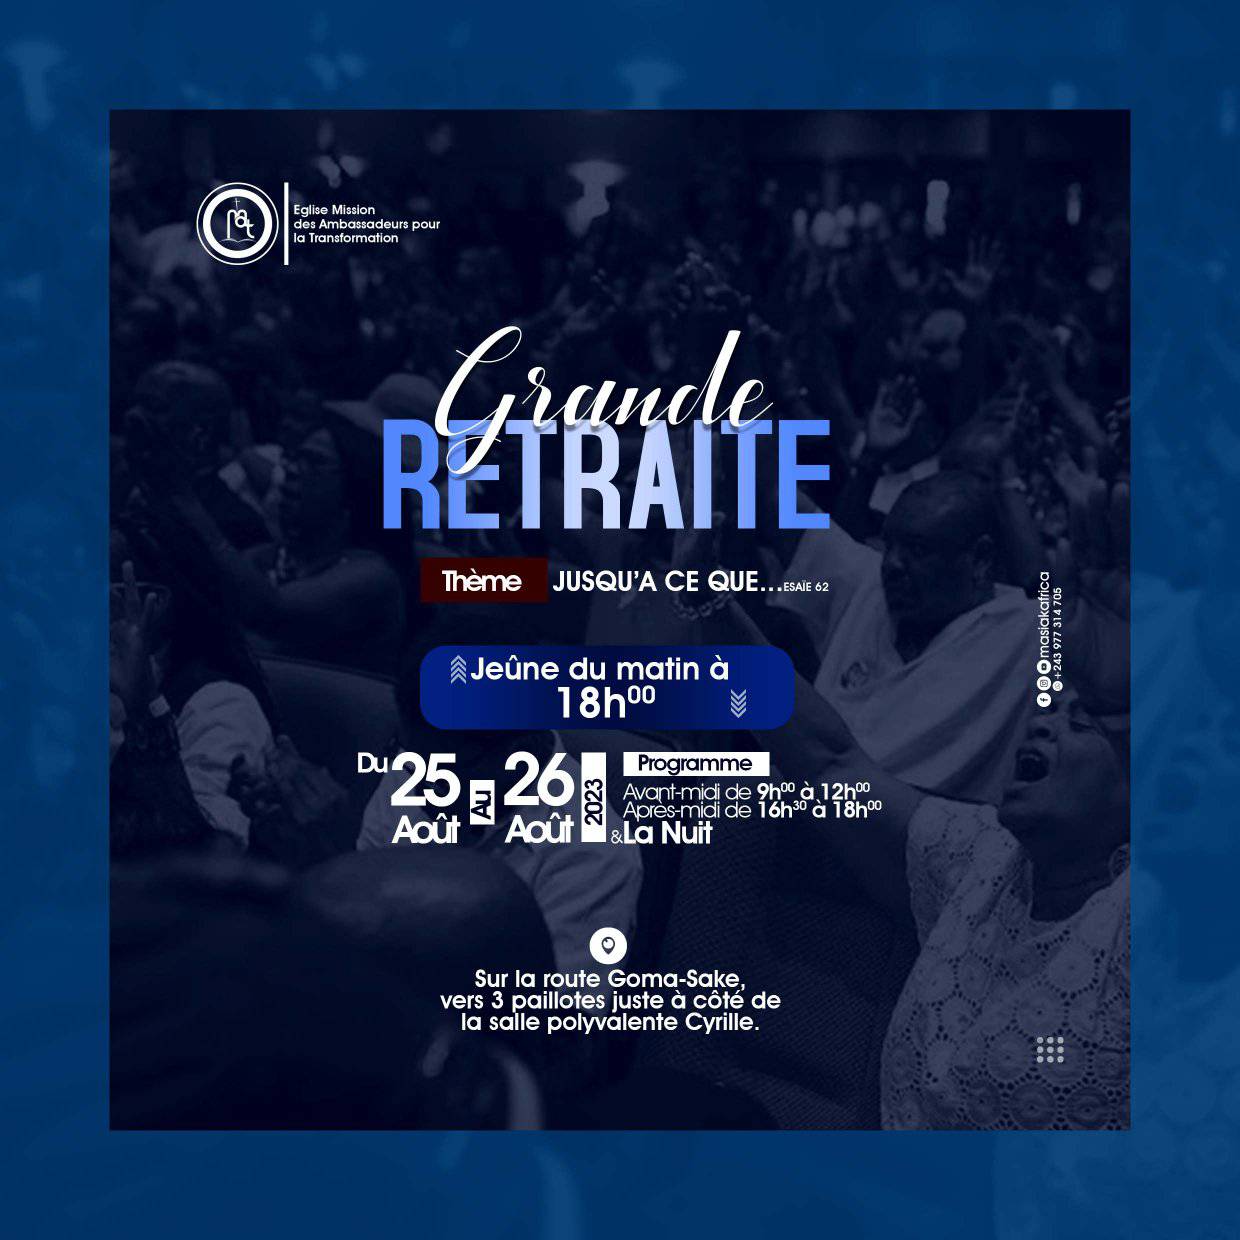 Eglise Mission
des Ambassadeurs pour
la Transformation
Grande
RETRAITE
Thème JUSQU'A CE QUE...ESAÏE 62
Jeûne du matin à
18h00
Du 25 Août Au 26 Août 2023
Programme
Avant-midi de 9h00 à 12h00
Après-midi de 16h30 à 18h00
&La Nuit
masiakafrica
+243 977 314 705
Sur la route Goma-Sake,
vers 3 paillotes juste à côté de
la salle polyvalente Cyrille.